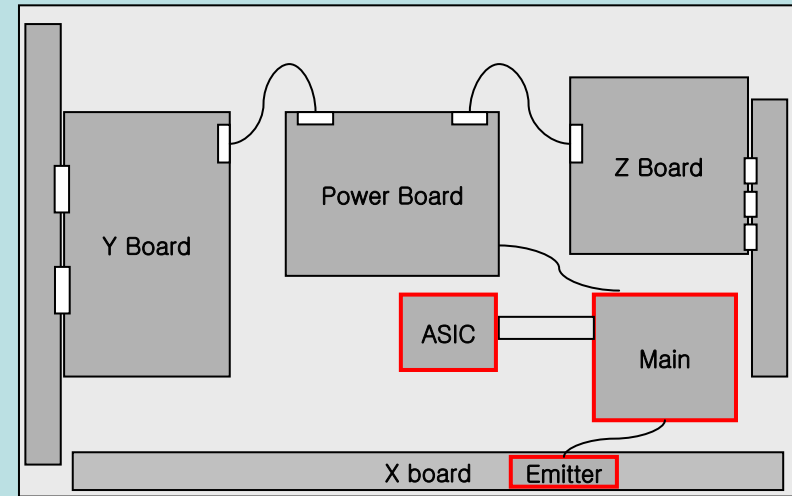 Z Board
Power Board
Y Board
ASIC
Main
X board
Emitter